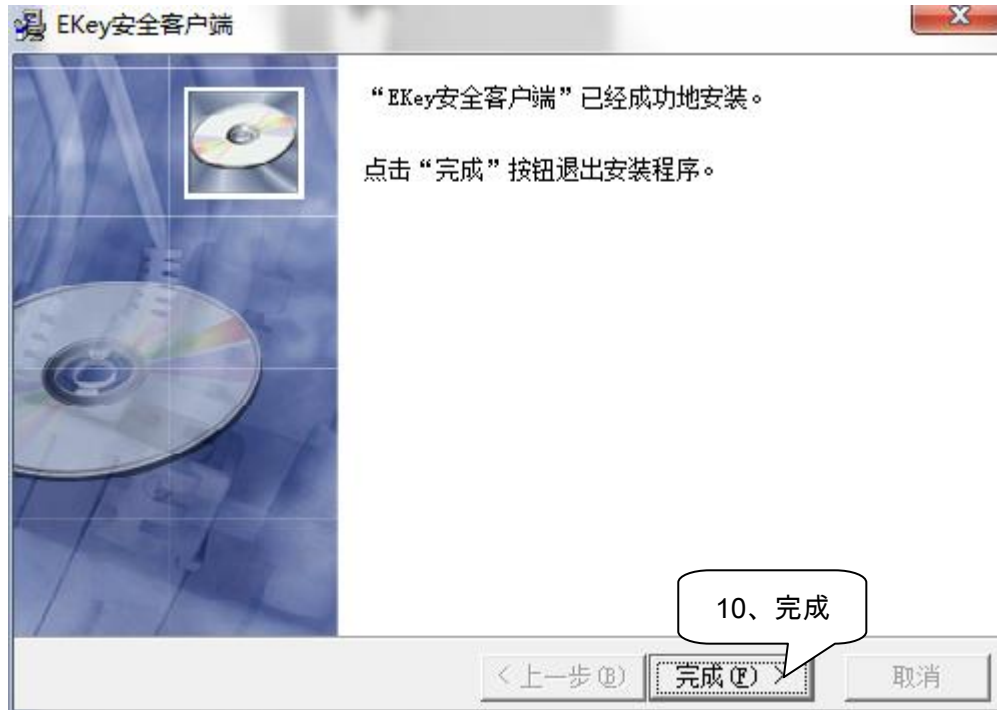 EKey安全客户端
“EKey安全客户端”已经成功地安装。
点击“完成”按钮退出安装程序。
10、完成
<上一步(B) 完成(F) > 取消